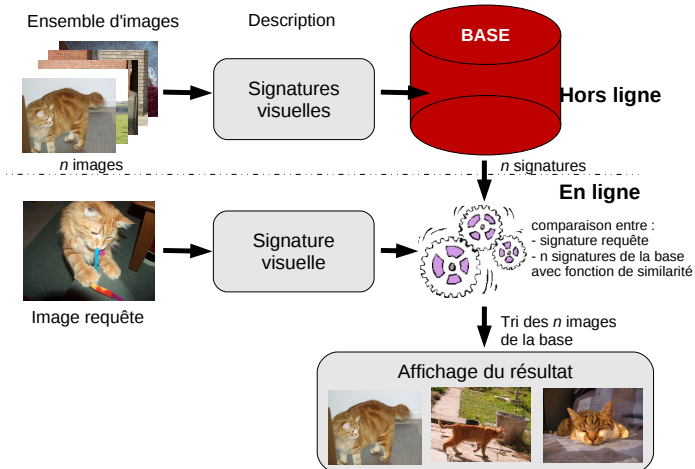 Ensemble d'images
Description
BASE
Signatures
visuelles
Hors ligne
n images
n signatures
En ligne
Signature
visuelle
comparaison entre :
- signature requête
- n signatures de la base
avec fonction de similarité
Image requête
Tri des n images
de la base
Affichage du résultat